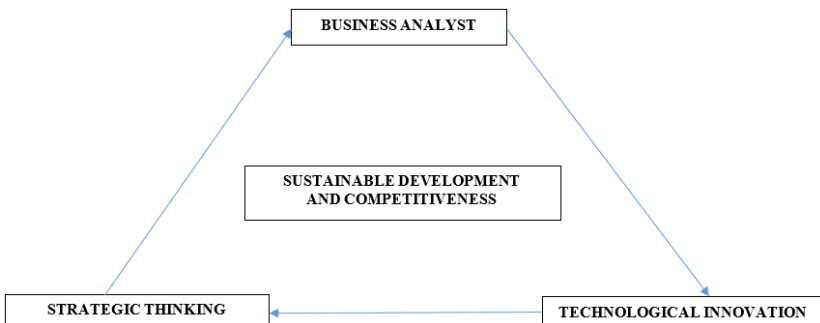 BUSINESS ANALYST
SUSTAINABLE DEVELOPMENT
AND COMPETITIVENESS
STRATEGIC THINKING
TECHNOLOGICAL INNOVATION